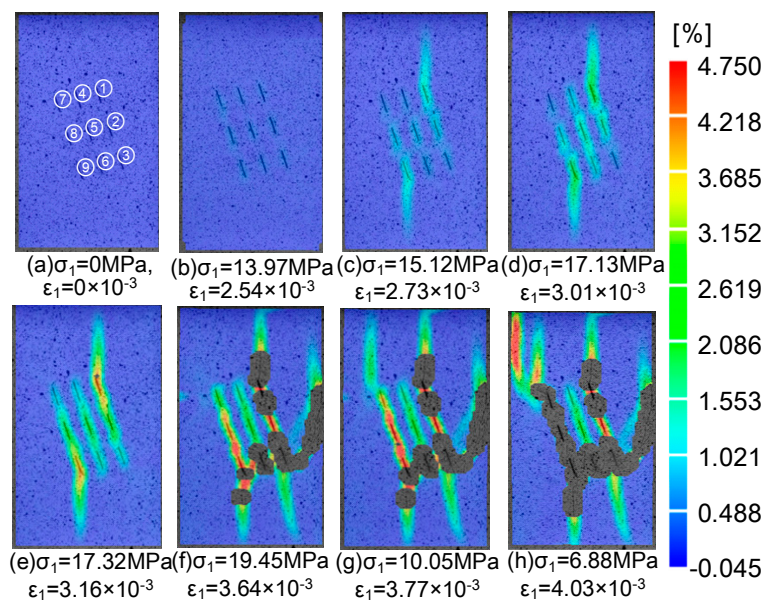 [%]
4.750
4.218
3.685
3.152
2.619
2.086
1.553
1.021
0.488
-0.045
7 4 1
8 5 2
9 6 3
(a)σ₁=0MPa,
ε₁=0×10⁻³
(b)σ₁=13.97MPa
ε₁=2.54×10⁻³
(c)σ₁=15.12MPa
ε₁=2.73×10⁻³
(d)σ₁=17.13MPa
ε₁=3.01×10⁻³
(e)σ₁=17.32MPa
ε₁=3.16×10⁻³
(f)σ₁=19.45MPa
ε₁=3.64×10⁻³
(g)σ₁=10.05MPa
ε₁=3.77×10⁻³
(h)σ₁=6.88MPa
ε₁=4.03×10⁻³